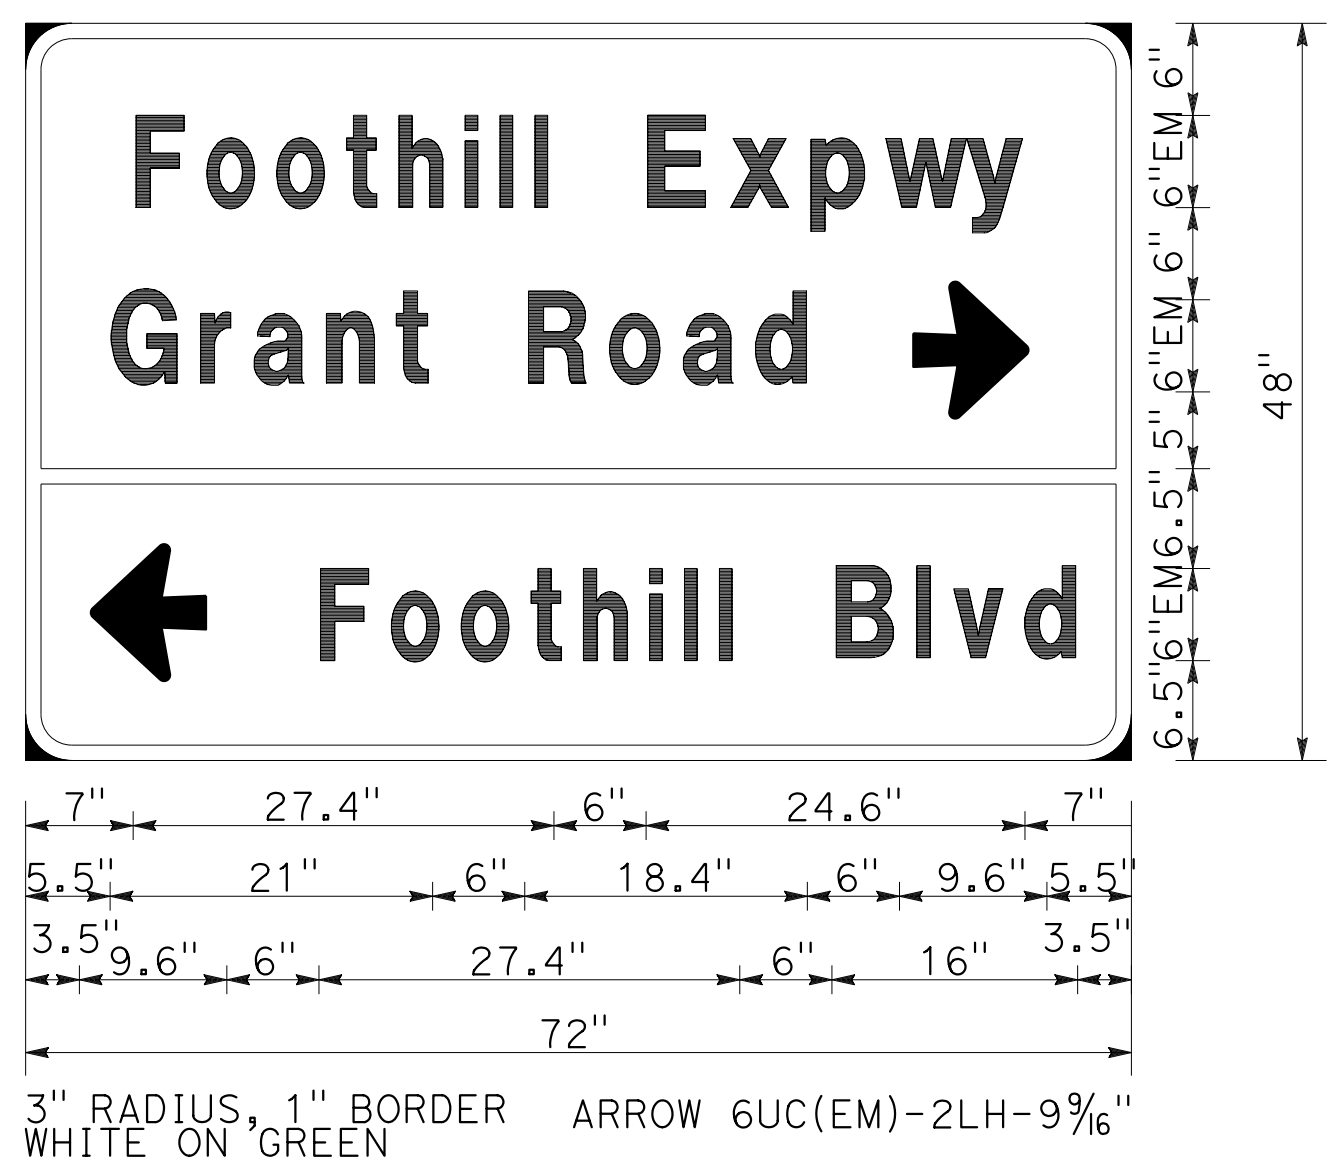 Foothill Expwy
Grant Road
Foothill Blvd
6"
6"EM
6"
6"EM
5"
6.5"
6"EM
6.5"
48"
7" 27.4" 6" 24.6" 7"
5.5" 21" 6" 18.4" 6" 9.6" 5.5"
3.5" 9.6" 6" 27.4" 6" 16" 3.5"
72"
3" RADIUS, 1" BORDER
WHITE ON GREEN
ARROW 6UC(EM)-2LH-9 9/16"